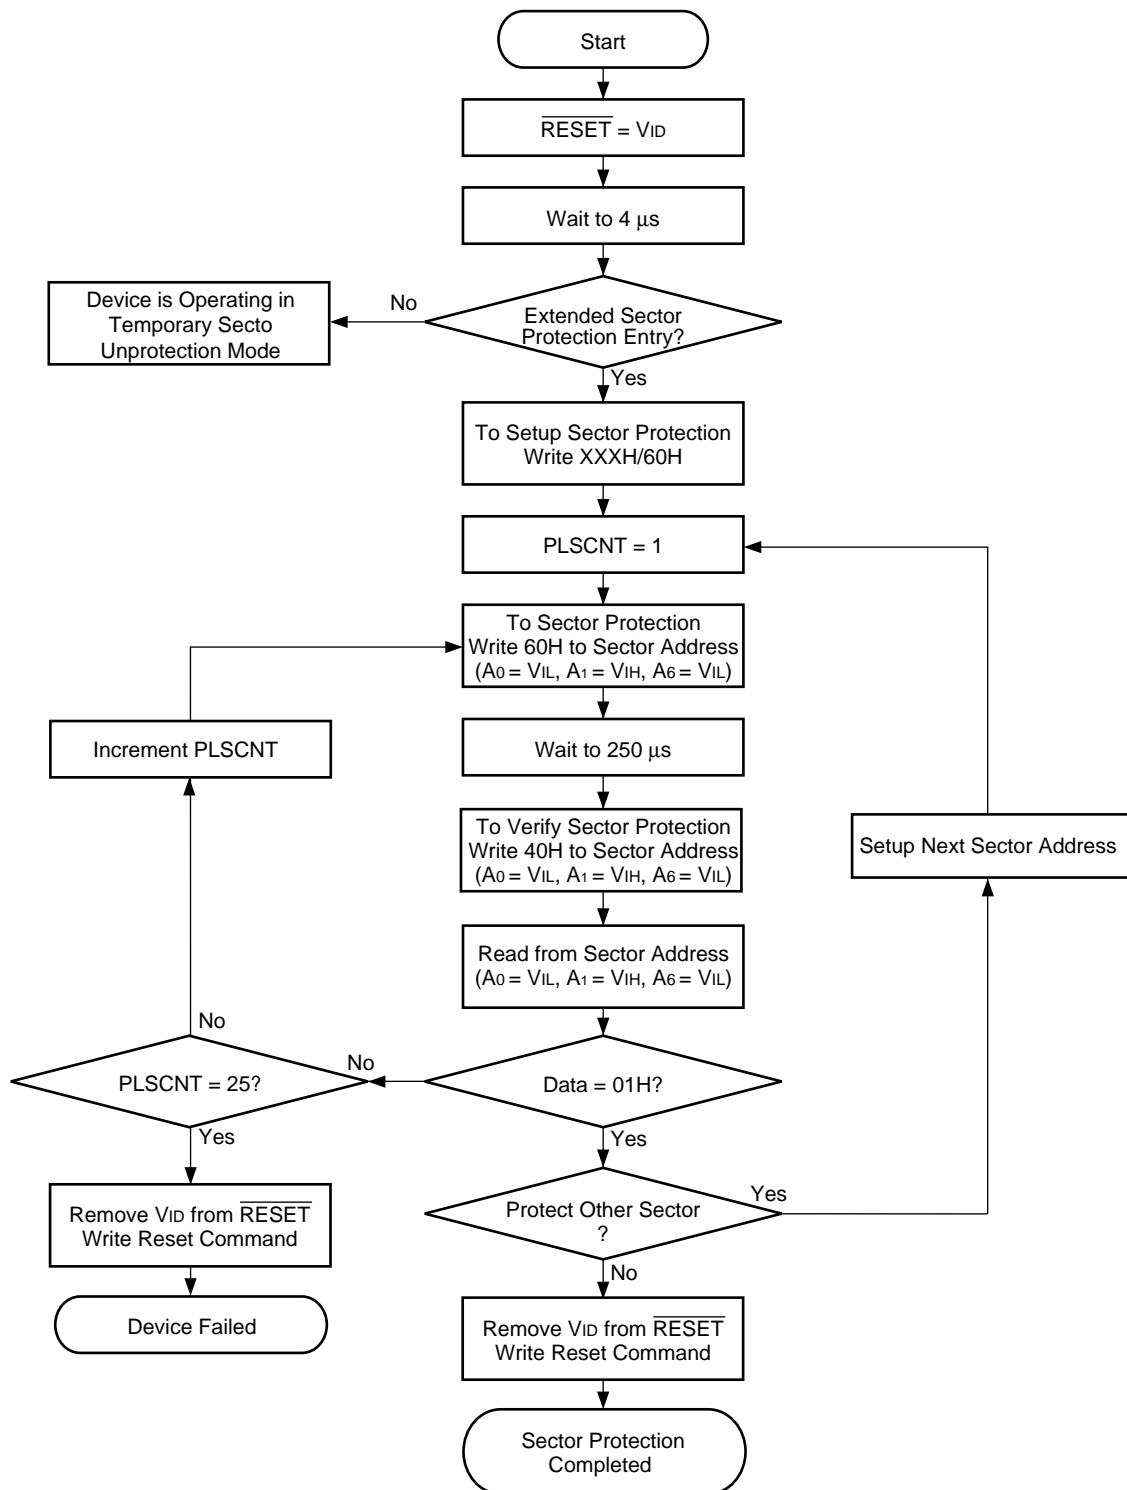 Start
RESET = VID
Wait to 4 μs
Device is Operating in
Temporary Secto
Unprotection Mode
No
Extended Sector
Protection Entry?
Yes
To Setup Sector Protection
Write XXXH/60H
PLSCNT = 1
To Sector Protection
Write 60H to Sector Address
(A0 = VIL, A1 = VIH, A6 = VIL)
Increment PLSCNT
Wait to 250 μs
To Verify Sector Protection
Write 40H to Sector Address
(A0 = VIL, A1 = VIH, A6 = VIL)
Setup Next Sector Address
Read from Sector Address
(A0 = VIL, A1 = VIH, A6 = VIL)
No
PLSCNT = 25?
No
Data = 01H?
Yes
Yes
Protect Other Sector
?
Yes
Remove VID from RESET
Write Reset Command
No
Device Failed
Remove VID from RESET
Write Reset Command
Sector Protection
Completed